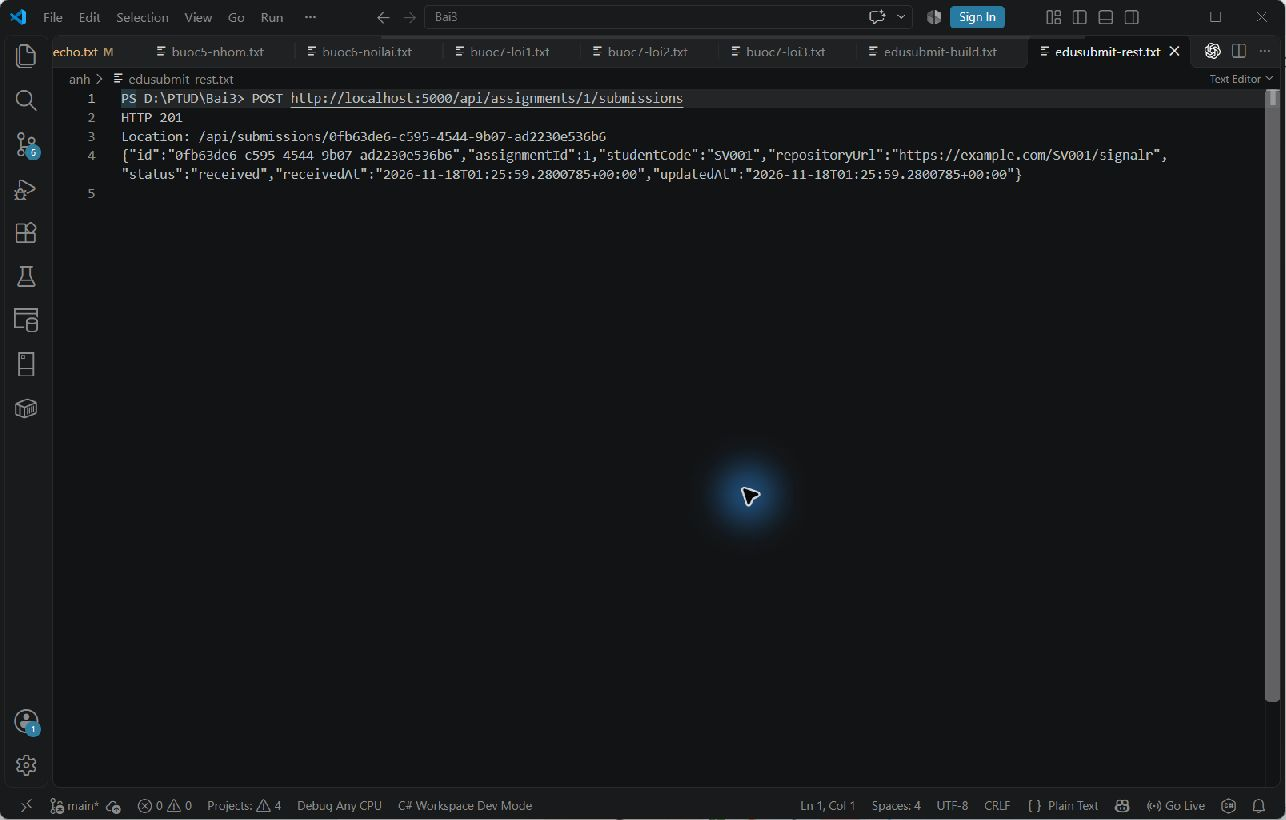 File Edit Selection View Go Run ··· Bai3 Sign In
echo.txt M buoc5-nhom.txt buoc6-noilai.txt buoc7-loi1.txt buoc7-loi2.txt buoc7-loi3.txt edusubmit-build.txt edusubmit-rest.txt
anh > edusubmit-rest.txt Text Editor
1 PS D:\PTUD\Bai3> POST http://localhost:5000/api/assignments/1/submissions
2 HTTP 201
3 Location: /api/submissions/0fb63de6-c595-4544-9b07-ad2230e536b6
4 {"id":"0fb63de6-c595-4544-9b07-ad2230e536b6","assignmentId":1,"studentCode":"SV001","repositoryUrl":"https://example.com/SV001/signalr",
"status":"received","receivedAt":"2026-11-18T01:25:59.2800785+00:00","updatedAt":"2026-11-18T01:25:59.2800785+00:00"}
5
6
1
main* 0 0 Projects: 4 Debug Any CPU C# Workspace Dev Mode Ln 1, Col 1 Spaces: 4 UTF-8 CRLF {} Plain Text Go Live